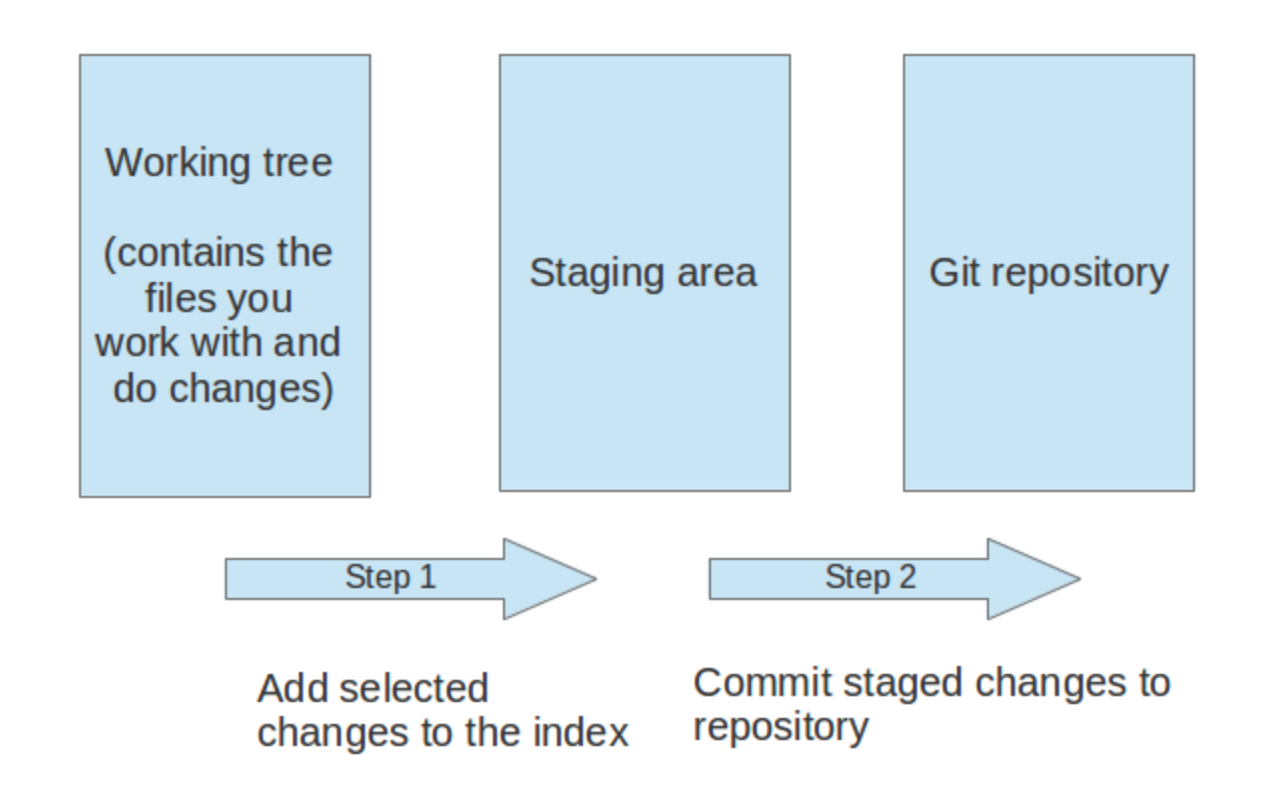 Working tree
(contains the
files you
work with and
do changes)
Staging area
Git repository
Step 1
Step 2
Add selected
changes to the index
Commit staged changes to
repository